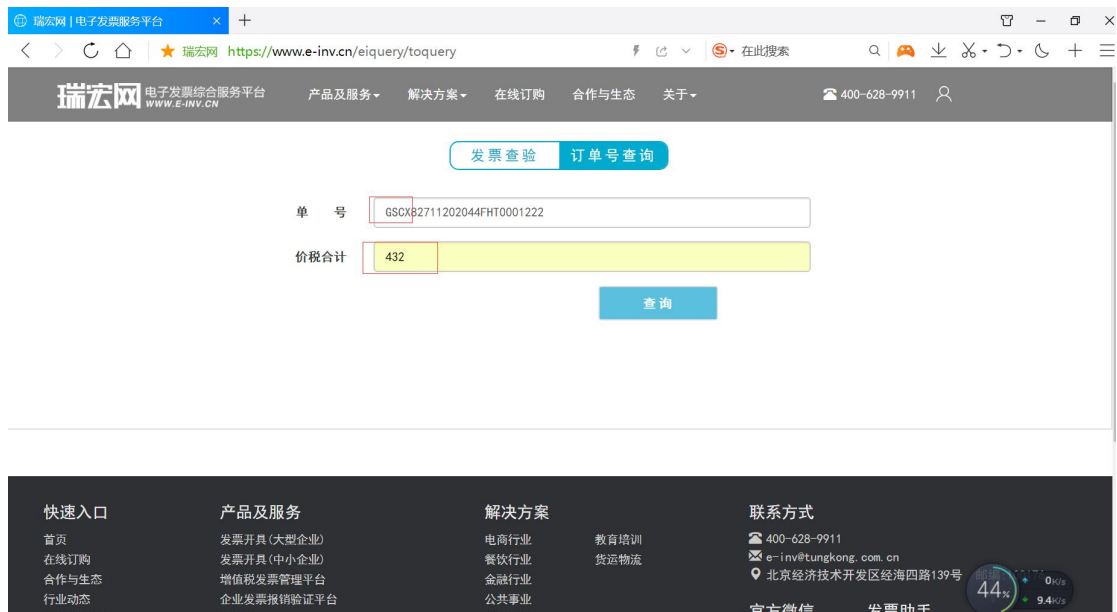 瑞宏网 | 电子发票服务平台
瑞宏网 https://www.e-inv.cn/eiquery/toquery 在此搜索
瑞宏网 电子发票综合服务平台 WWW.E-INV.CN 产品及服务 解决方案 在线订购 合作与生态 关于 400-628-9911
发票查验 订单号查询
单 号 GSCX82711202044FHT0001222
价税合计 432
查询
快速入口 产品及服务 解决方案 联系方式
首页 发票开具(大型企业) 电商行业 教育培训 400-628-9911
在线订购 发票开具(中小企业) 餐饮行业 货运物流 e-inv@tungkong.com.cn
合作与生态 增值税发票管理平台 金融行业 北京经济技术开发区经海四路139号
行业动态 企业发票报销验证平台 公共事业
官方微信 发票助手
44% 0K/s
9.4K/s